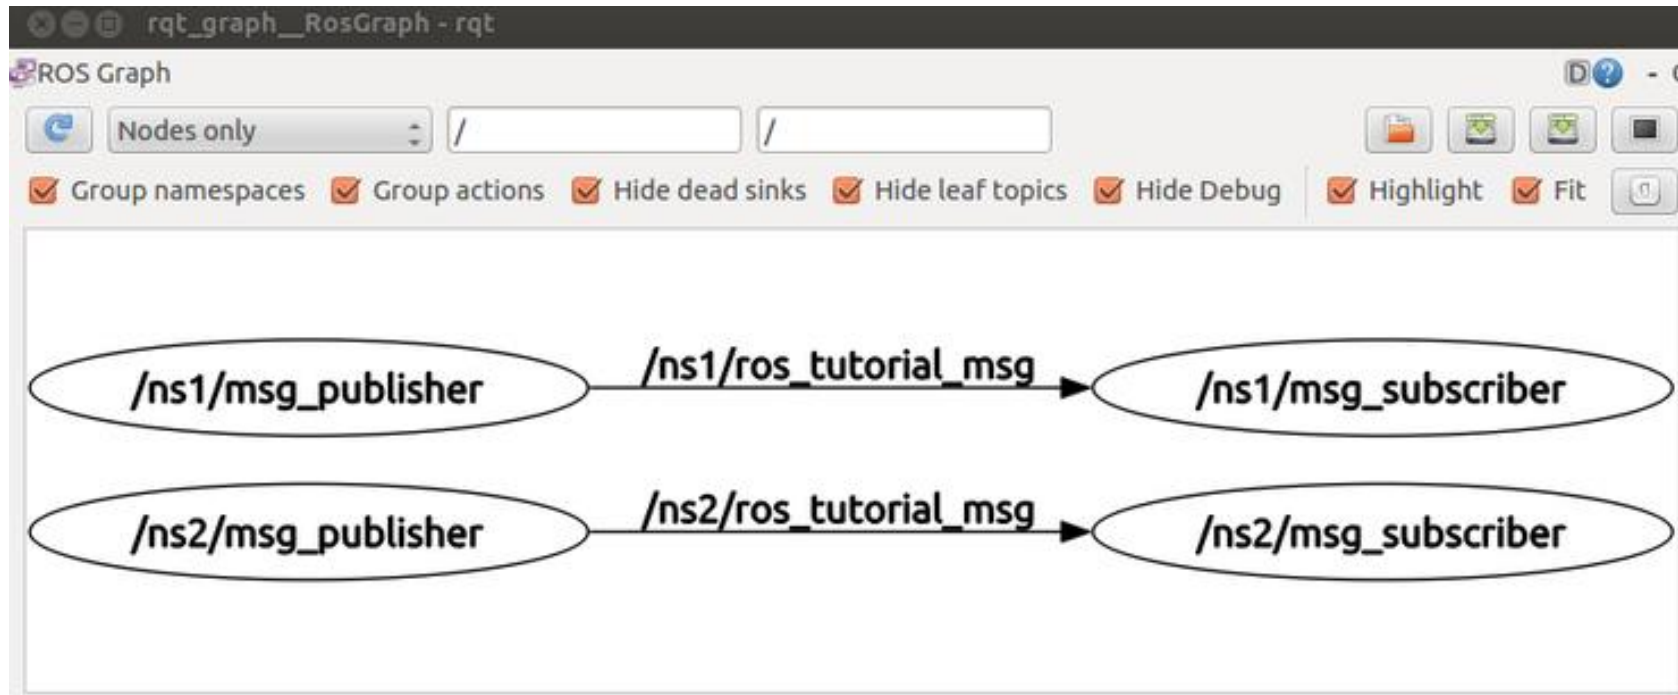 rqt_graph__RosGraph - rqt
ROS Graph D ? -
Nodes only / /
Group namespaces Group actions Hide dead sinks Hide leaf topics Hide Debug Highlight Fit
/ns1/msg_publisher /ns1/ros_tutorial_msg /ns1/msg_subscriber
/ns2/msg_publisher /ns2/ros_tutorial_msg /ns2/msg_subscriber